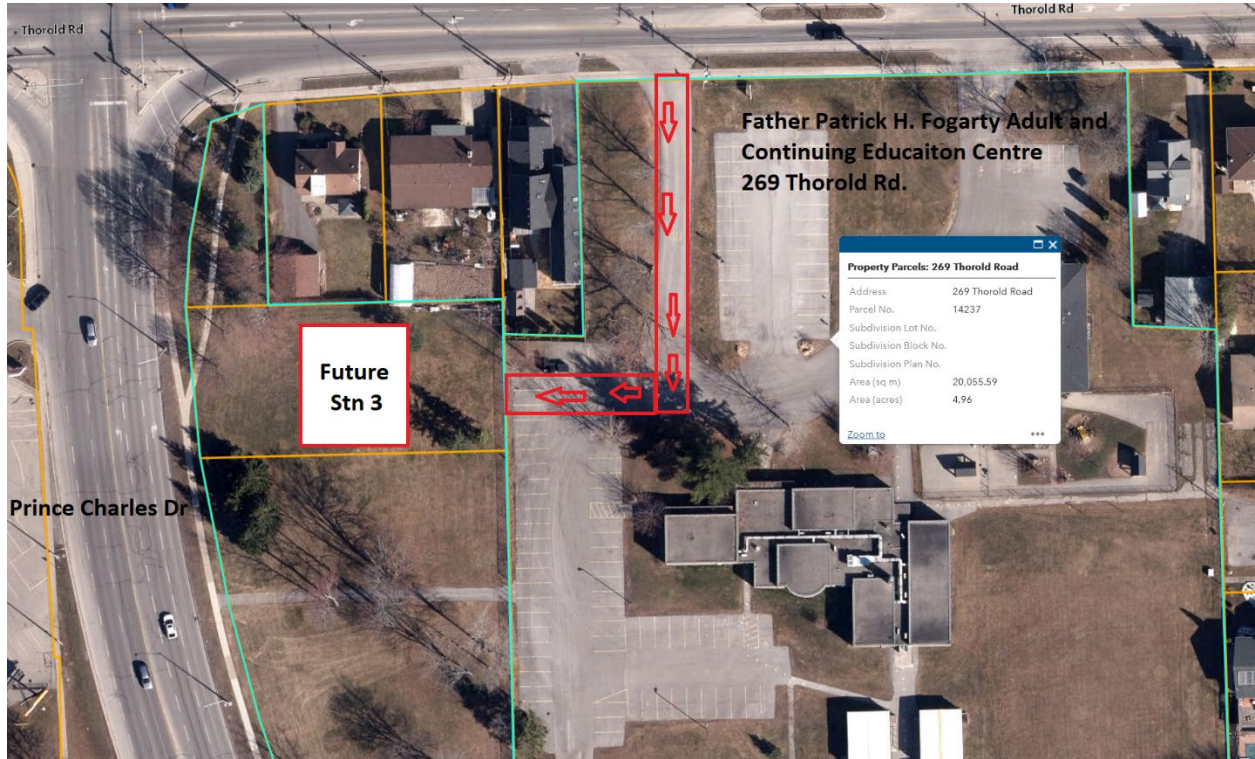 Thorold Rd
Thorold Rd
Father Patrick H. Fogarty Adult and
Continuing Educaiton Centre
269 Thorold Rd.
Property Parcels: 269 Thorold Road
Address 269 Thorold Road
Parcel No. 14237
Subdivision Lot No.
Subdivision Block No.
Subdivision Plan No.
Area (sq m) 20,055.59
Area (acres) 4.96
Zoom to
Future
Stn 3
Prince Charles Dr